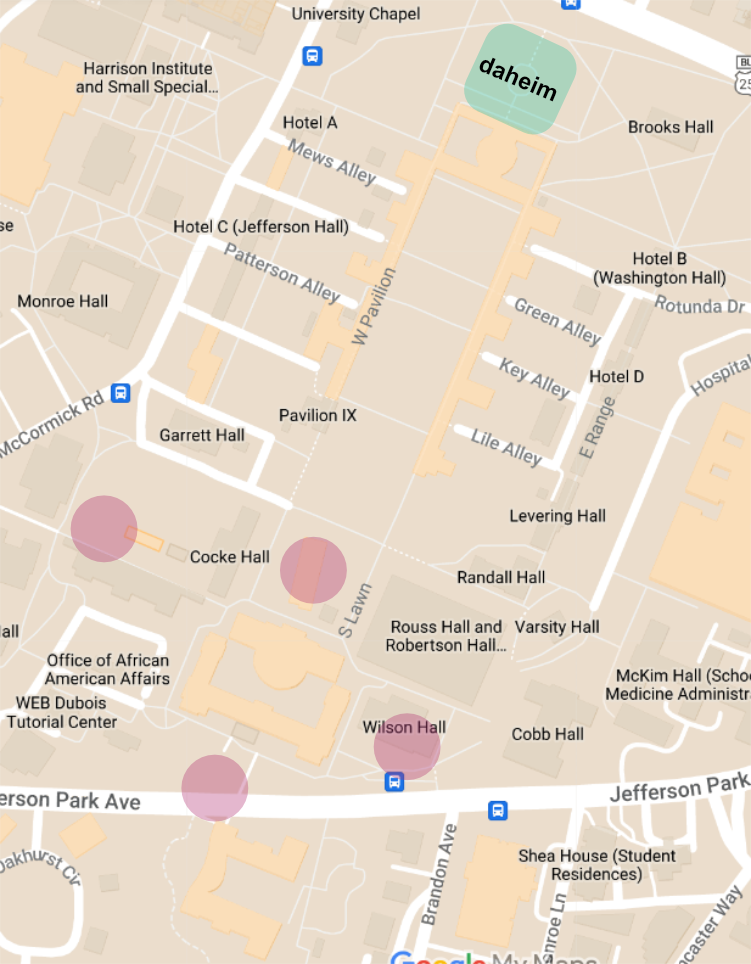 University Chapel
daheim
Harrison Institute
and Small Special...
BU
25
Hotel A
Brooks Hall
Mews Alley
se
Hotel C (Jefferson Hall)
Patterson Alley
Hotel B
(Washington Hall)
Monroe Hall
W Pavilion
Rotunda Dr
Green Alley
Key Alley
Hotel D
Hospital
McCormick Rd
Pavilion IX
Garrett Hall
Lile Alley
E Range
Levering Hall
Cocke Hall
Randall Hall
S Lawn
all
Rouss Hall and
Robertson Hall...
Varsity Hall
Office of African
American Affairs
McKim Hall (Schoo
Medicine Administra
WEB Dubois
Tutorial Center
Wilson Hall
Cobb Hall
erson Park Ave
Jefferson Park
Oakhurst Cir
Brandon Ave
Shea House (Student
Residences)
nroe Ln
ncaster Way
Google My Maps